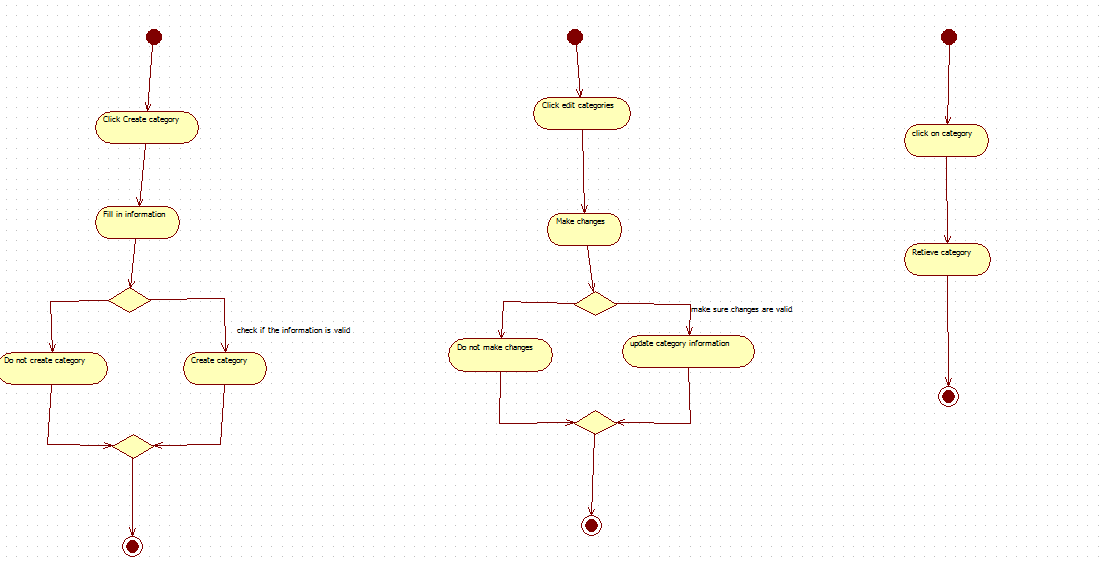 Click Create category
Fill in information
check if the information is valid
Do not create category
Create category
Click edit categories
Make changes
make sure changes are valid
Do not make changes
update category information
click on category
Retieve category